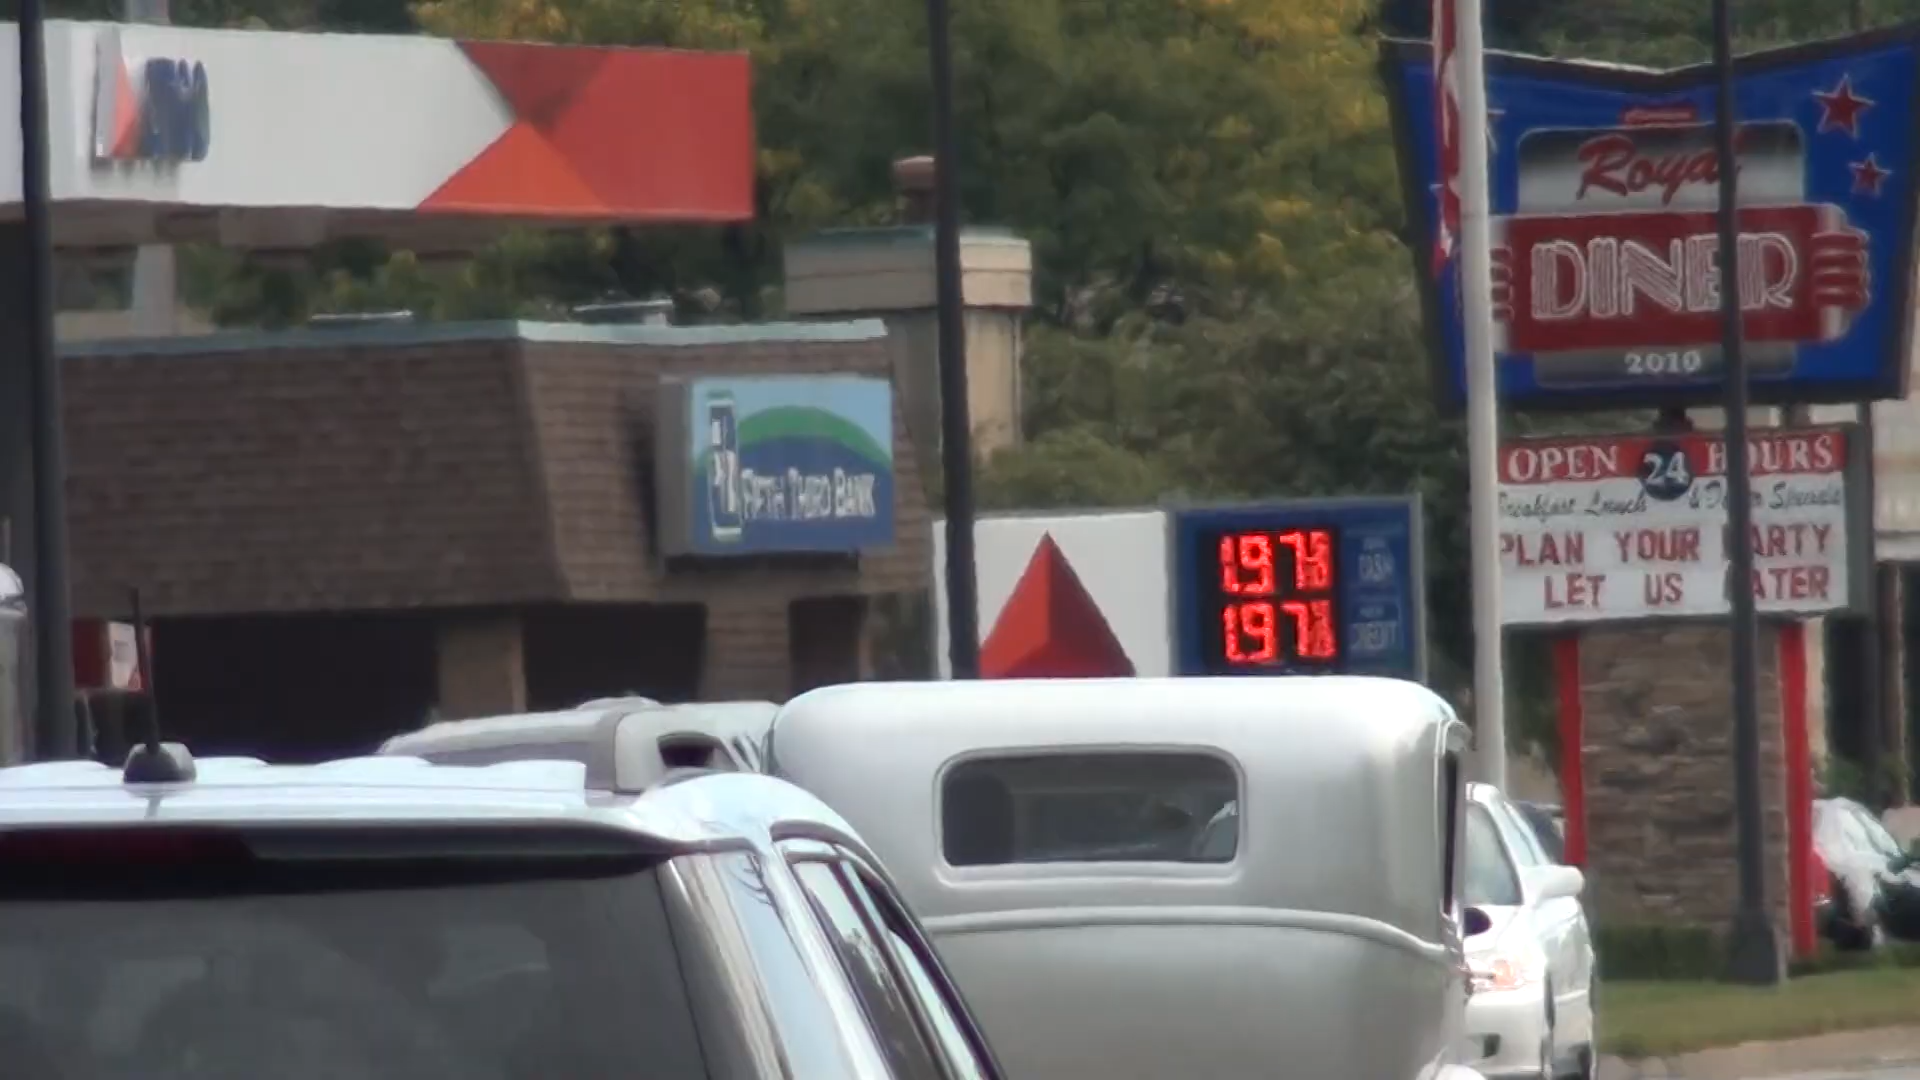 Royal
DINER
2010
OPEN 24 HOURS
Breakfast Lunch & Dinner Specials
PLAN YOUR PARTY
LET US CATER
FIFTH THIRD BANK
1.97
CASH
1.97
CREDIT